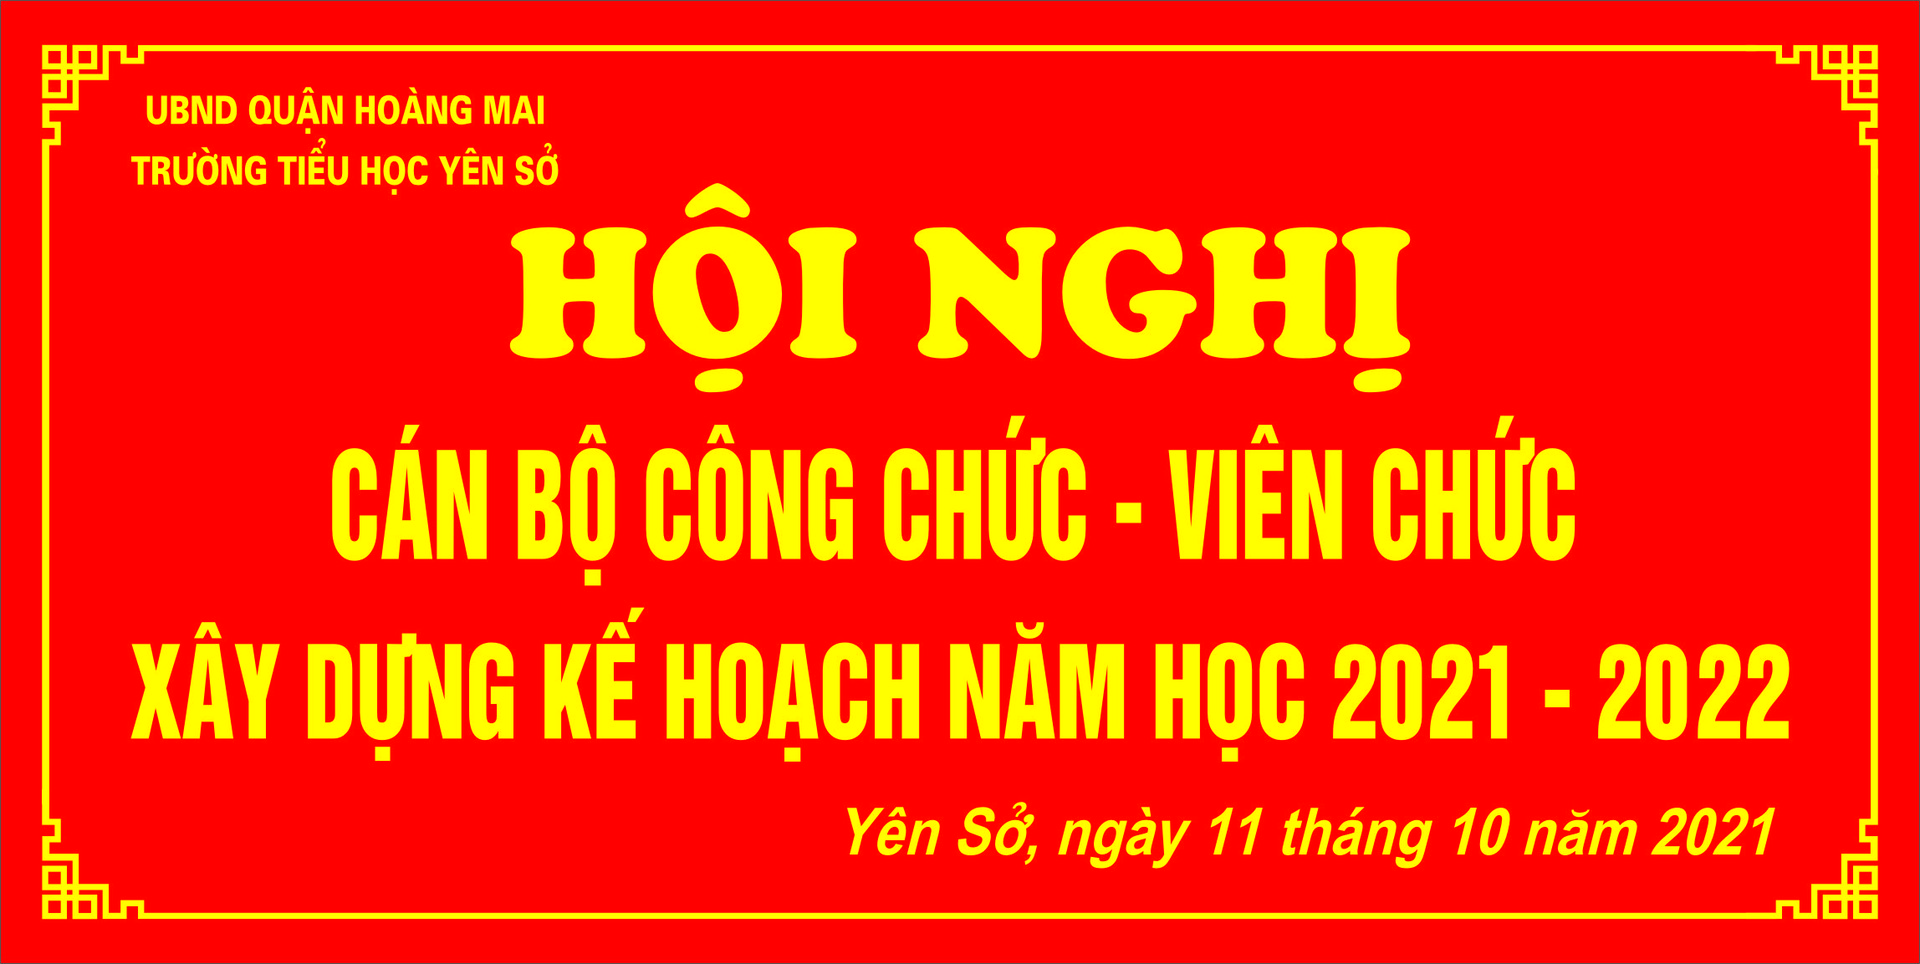 UBND QUẬN HOÀNG MAI
TRƯỜNG TIỂU HỌC YÊN SỞ
HỘI NGHỊ
CÁN BỘ CÔNG CHỨC - VIÊN CHỨC
XÂY DỰNG KẾ HOẠCH NĂM HỌC 2021 - 2022
Yên Sở, ngày 11 tháng 10 năm 2021